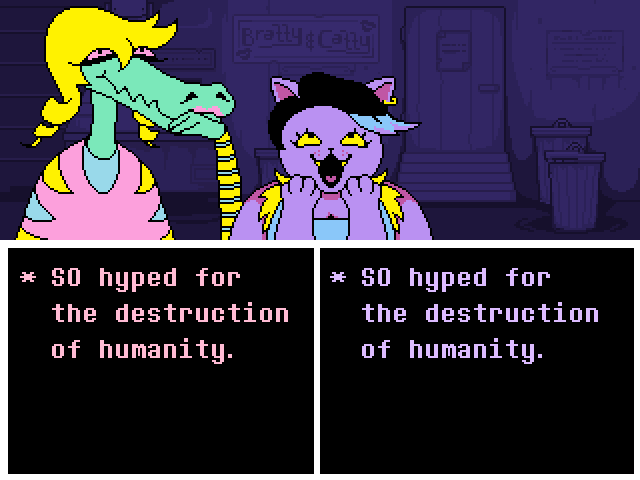 Bratty & Catty
* SO hyped for
the destruction
of humanity.
* SO hyped for
the destruction
of humanity.